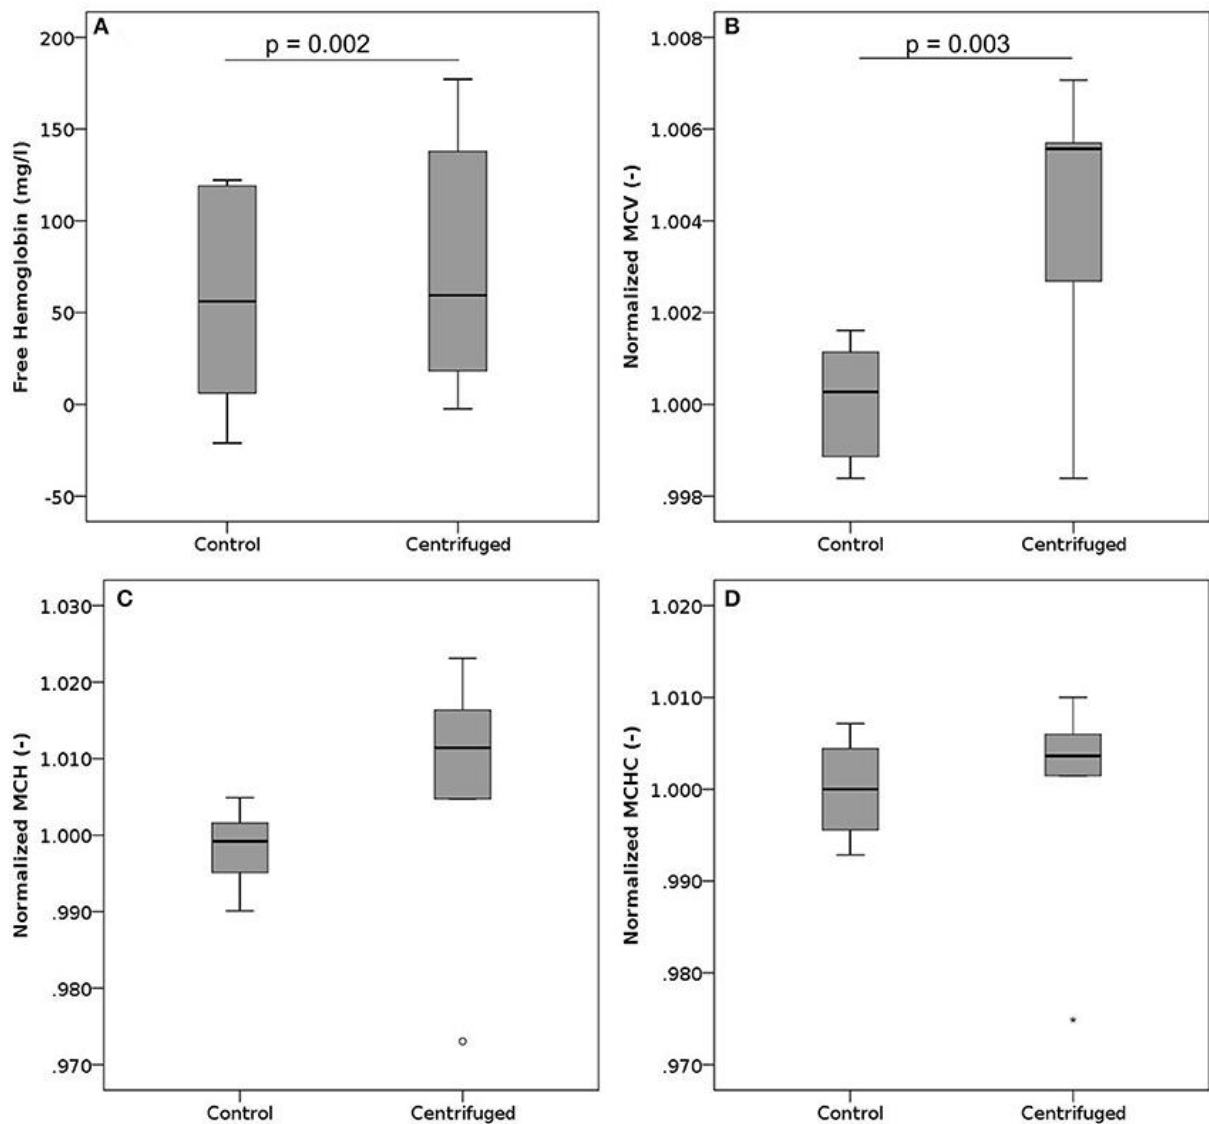 A
p = 0.002
200
150
100
50
0
-50
Free Hemoglobin (mg/l)
Control
Centrifuged
B
p = 0.003
1.008
1.006
1.004
1.002
1.000
.998
Normalized MCV (-)
Control
Centrifuged
C
1.030
1.020
1.010
1.000
.990
.980
.970
Normalized MCH (-)
Control
Centrifuged
D
1.020
1.010
1.000
.990
.980
.970
Normalized MCHC (-)
Control
Centrifuged